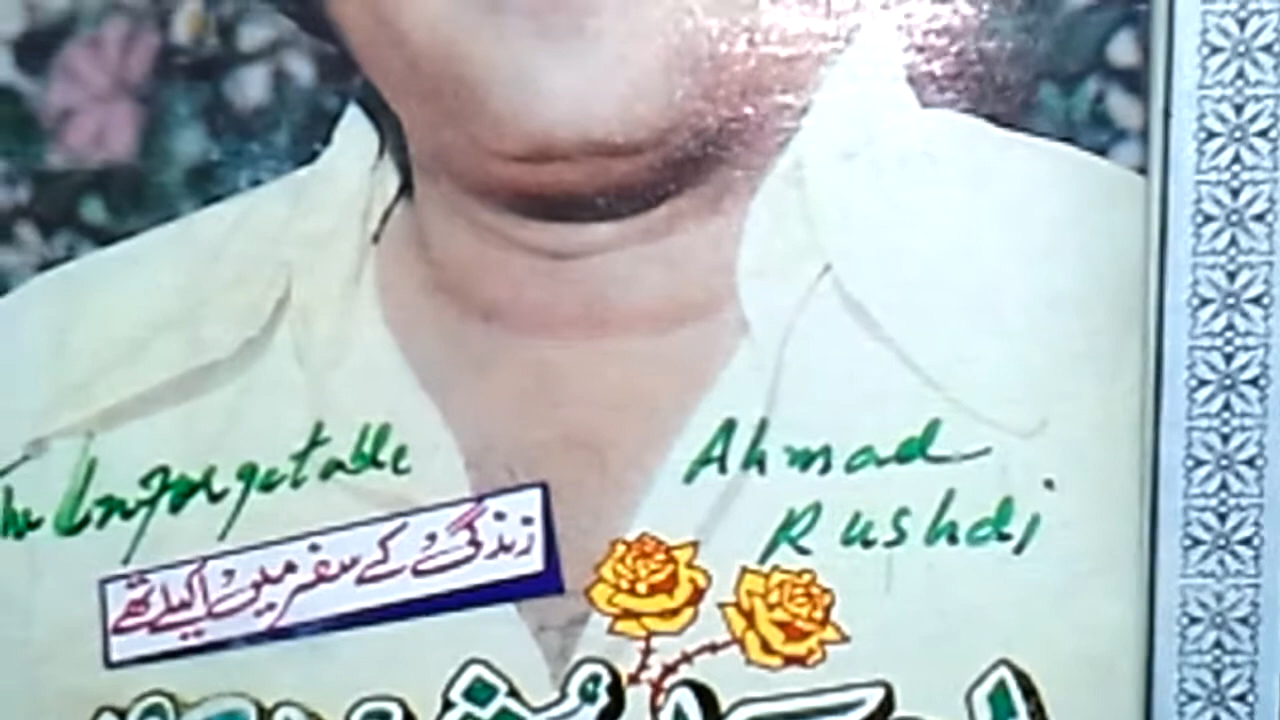 The Unforgetable
Ahmad
Rushdi
زندگی کے سفر میں اکیلے تھے